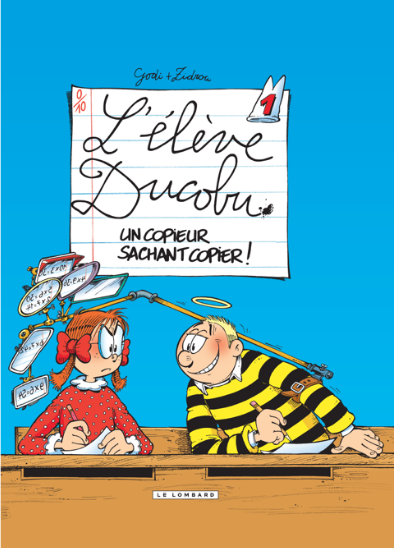 Godi + Zidrou
0/10
1
L'élève
Ducobu
UN COPIEUR
SACHANT COPIER !
LE LOMBARD